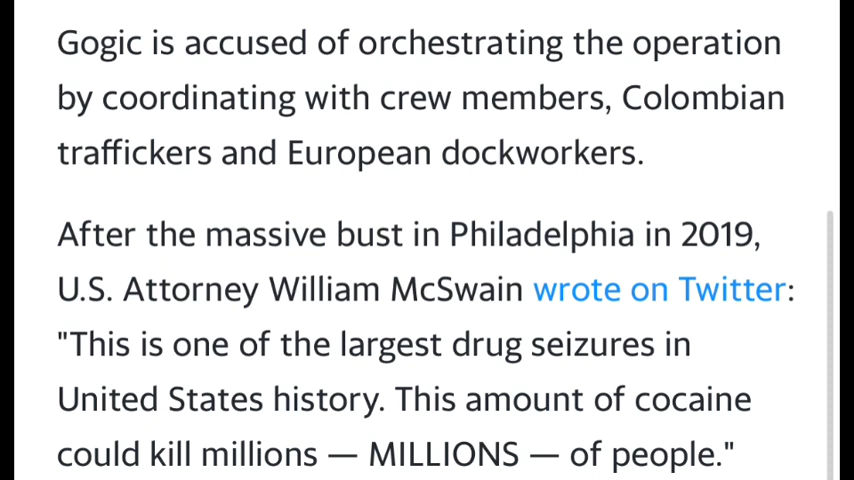 Gogic is accused of orchestrating the operation
by coordinating with crew members, Colombian
traffickers and European dockworkers.
After the massive bust in Philadelphia in 2019,
U.S. Attorney William McSwain wrote on Twitter:
"This is one of the largest drug seizures in
United States history. This amount of cocaine
could kill millions — MILLIONS — of people."